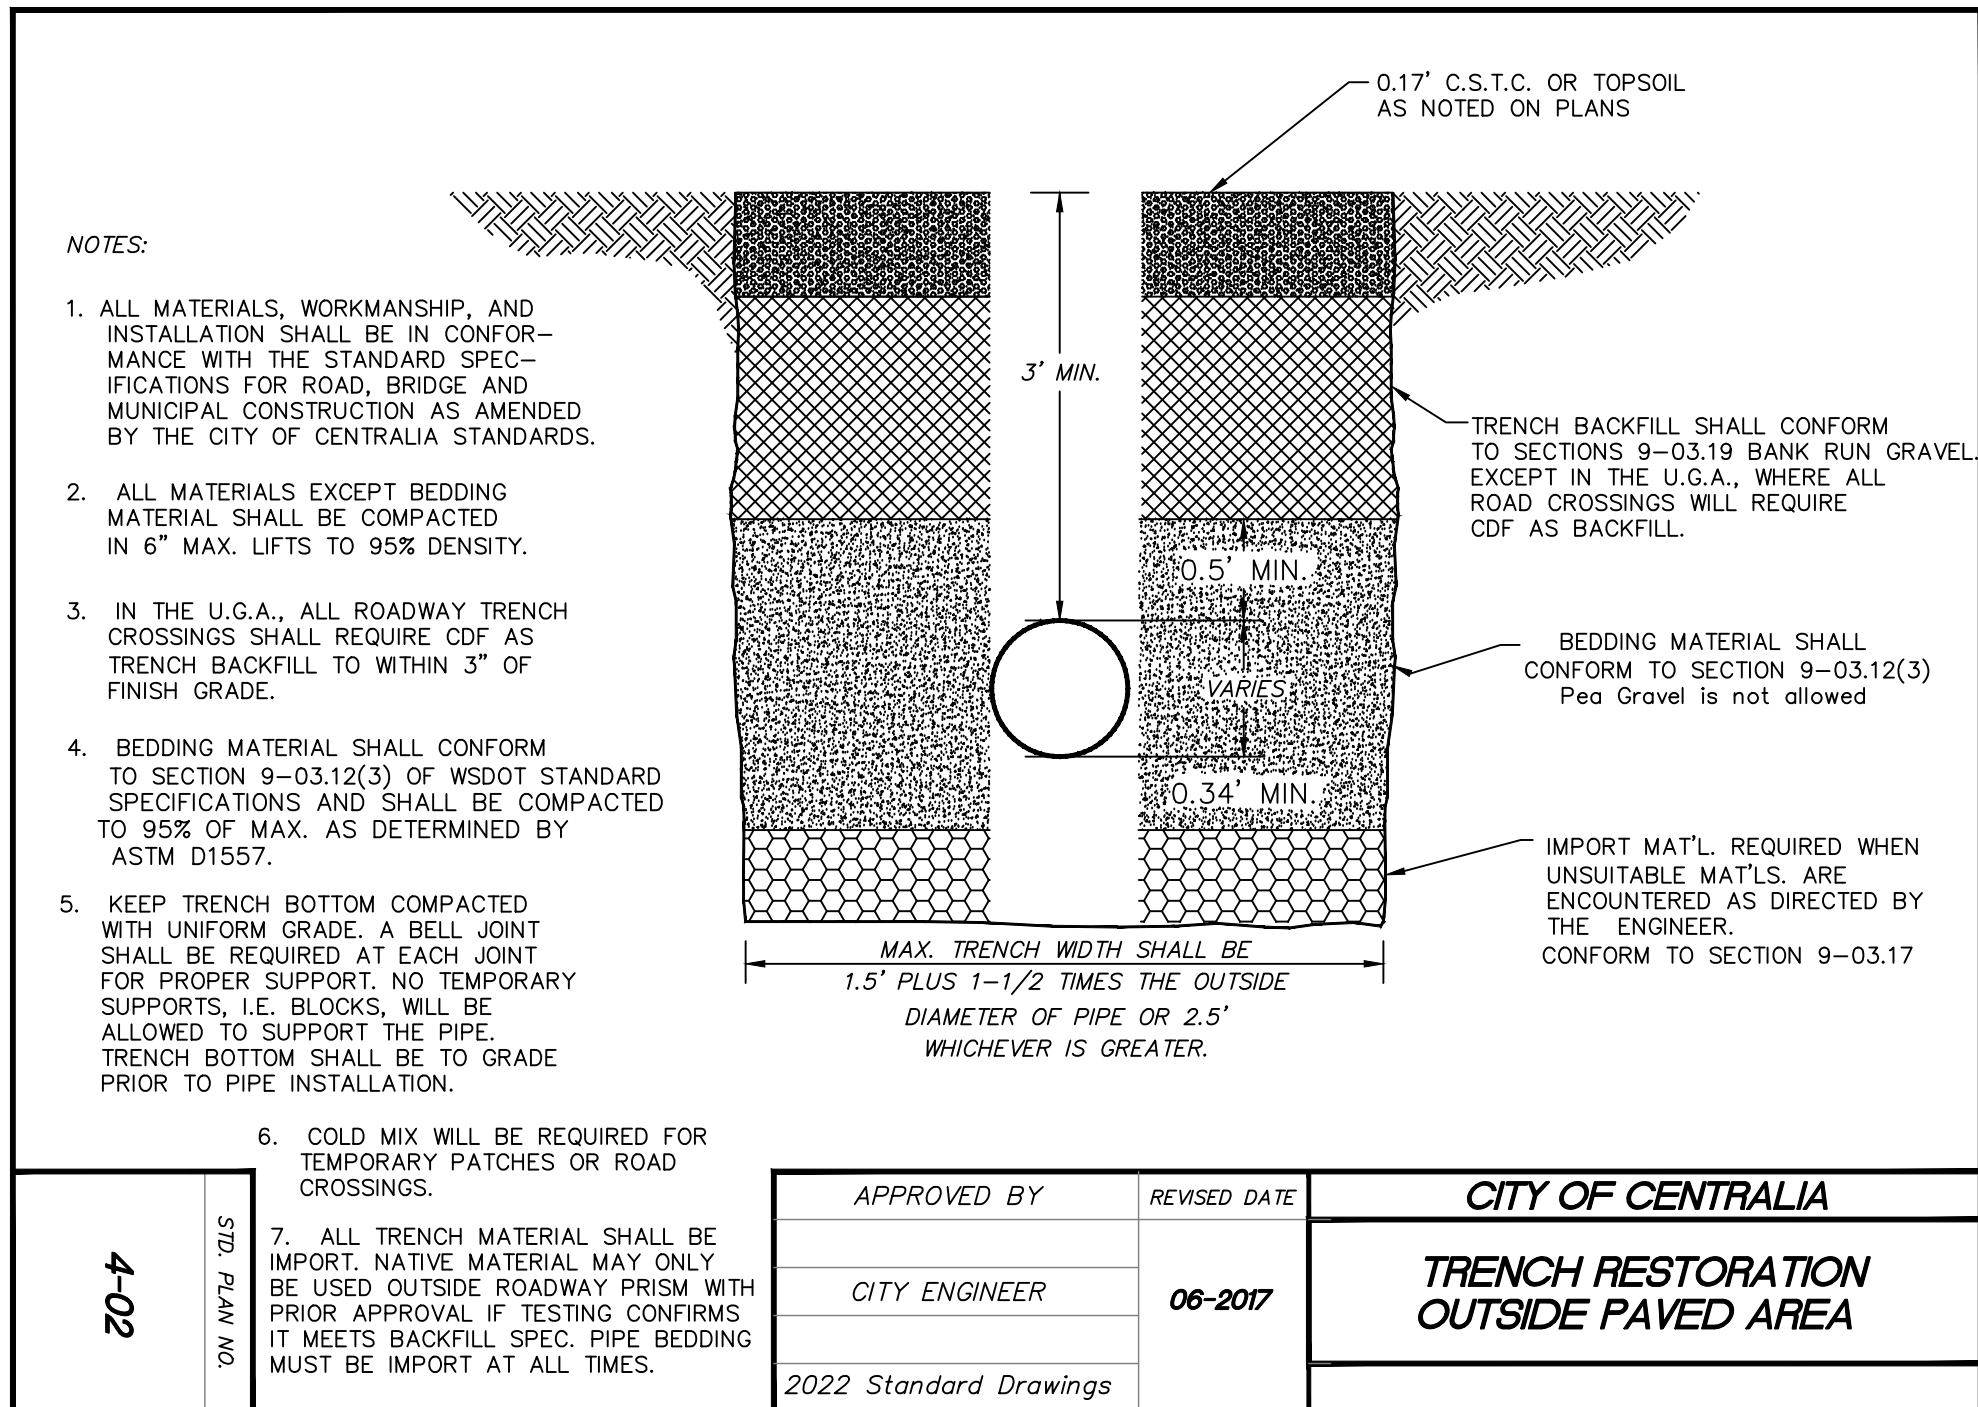 0.17' C.S.T.C. OR TOPSOIL
AS NOTED ON PLANS
NOTES:
1. ALL MATERIALS, WORKMANSHIP, AND
INSTALLATION SHALL BE IN CONFOR-
MANCE WITH THE STANDARD SPEC-
IFICATIONS FOR ROAD, BRIDGE AND
MUNICIPAL CONSTRUCTION AS AMENDED
BY THE CITY OF CENTRALIA STANDARDS.
2. ALL MATERIALS EXCEPT BEDDING
MATERIAL SHALL BE COMPACTED
IN 6" MAX. LIFTS TO 95% DENSITY.
3. IN THE U.G.A., ALL ROADWAY TRENCH
CROSSINGS SHALL REQUIRE CDF AS
TRENCH BACKFILL TO WITHIN 3" OF
FINISH GRADE.
4. BEDDING MATERIAL SHALL CONFORM
TO SECTION 9-03.12(3) OF WSDOT STANDARD
SPECIFICATIONS AND SHALL BE COMPACTED
TO 95% OF MAX. AS DETERMINED BY
ASTM D1557.
5. KEEP TRENCH BOTTOM COMPACTED
WITH UNIFORM GRADE. A BELL JOINT
SHALL BE REQUIRED AT EACH JOINT
FOR PROPER SUPPORT. NO TEMPORARY
SUPPORTS, I.E. BLOCKS, WILL BE
ALLOWED TO SUPPORT THE PIPE.
TRENCH BOTTOM SHALL BE TO GRADE
PRIOR TO PIPE INSTALLATION.
6. COLD MIX WILL BE REQUIRED FOR
TEMPORARY PATCHES OR ROAD
CROSSINGS.
7. ALL TRENCH MATERIAL SHALL BE
IMPORT. NATIVE MATERIAL MAY ONLY
BE USED OUTSIDE ROADWAY PRISM WITH
PRIOR APPROVAL IF TESTING CONFIRMS
IT MEETS BACKFILL SPEC. PIPE BEDDING
MUST BE IMPORT AT ALL TIMES.
3' MIN.
0.5' MIN.
VARIES
0.34' MIN.
TRENCH BACKFILL SHALL CONFORM
TO SECTIONS 9-03.19 BANK RUN GRAVEL.
EXCEPT IN THE U.G.A., WHERE ALL
ROAD CROSSINGS WILL REQUIRE
CDF AS BACKFILL.
BEDDING MATERIAL SHALL
CONFORM TO SECTION 9-03.12(3)
Pea Gravel is not allowed
IMPORT MAT'L. REQUIRED WHEN
UNSUITABLE MAT'LS. ARE
ENCOUNTERED AS DIRECTED BY
THE ENGINEER.
CONFORM TO SECTION 9-03.17
MAX. TRENCH WIDTH SHALL BE
1.5' PLUS 1-1/2 TIMES THE OUTSIDE
DIAMETER OF PIPE OR 2.5'
WHICHEVER IS GREATER.
STD. PLAN NO.
4-02
APPROVED BY
CITY ENGINEER
2022 Standard Drawings
REVISED DATE
06-2017
CITY OF CENTRALIA
TRENCH RESTORATION
OUTSIDE PAVED AREA